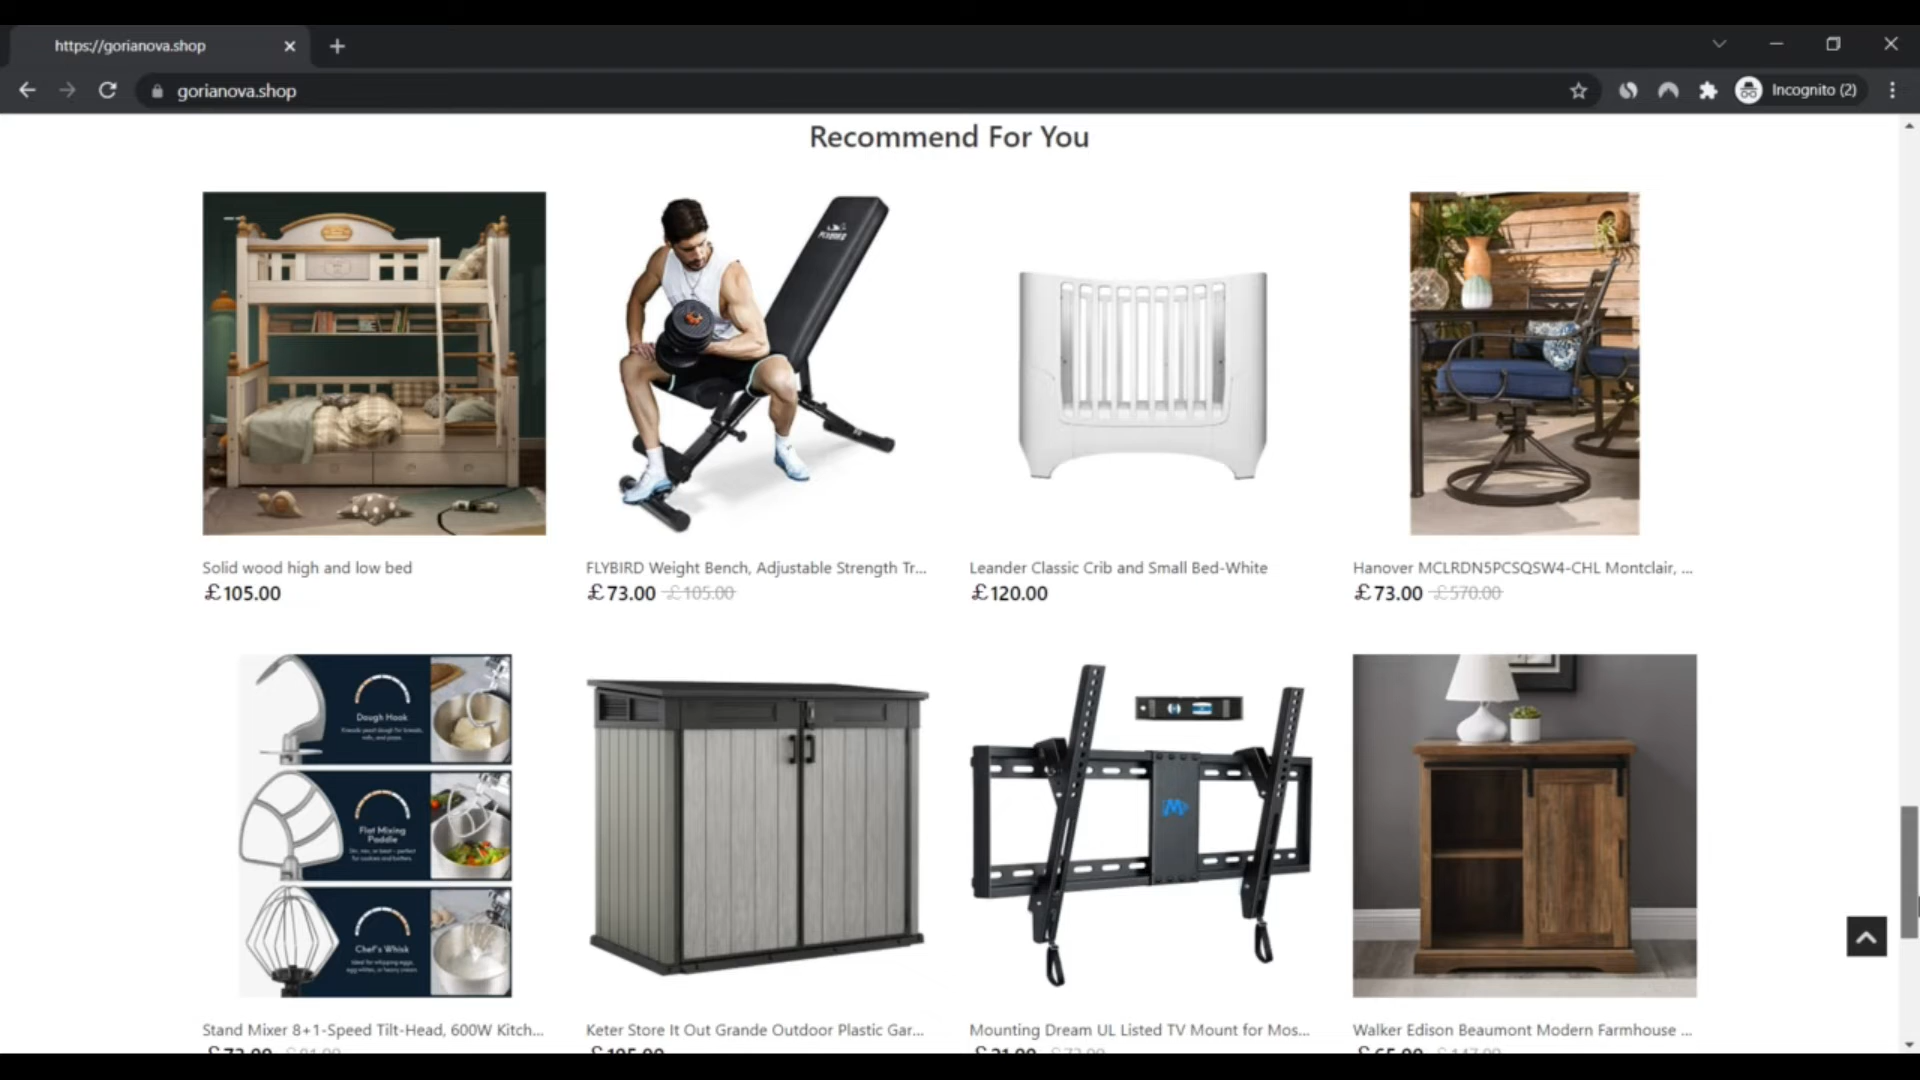 https://gorianova.shop
gorianova.shop
Incognito (2)
Recommend For You
FLYBIRD
Solid wood high and low bed
£105.00
FLYBIRD Weight Bench, Adjustable Strength Tr...
£73.00 £105.00
Leander Classic Crib and Small Bed-White
£120.00
Hanover MCLRDN5PCSQSW4-CHL Montclair, ...
£73.00 £570.00
Dough Hook
Flat Mixing
Paddle
Chef's Whisk
Stand Mixer 8+1-Speed Tilt-Head, 600W Kitch...
Keter Store It Out Grande Outdoor Plastic Gar...
Mounting Dream UL Listed TV Mount for Mos...
Walker Edison Beaumont Modern Farmhouse ...